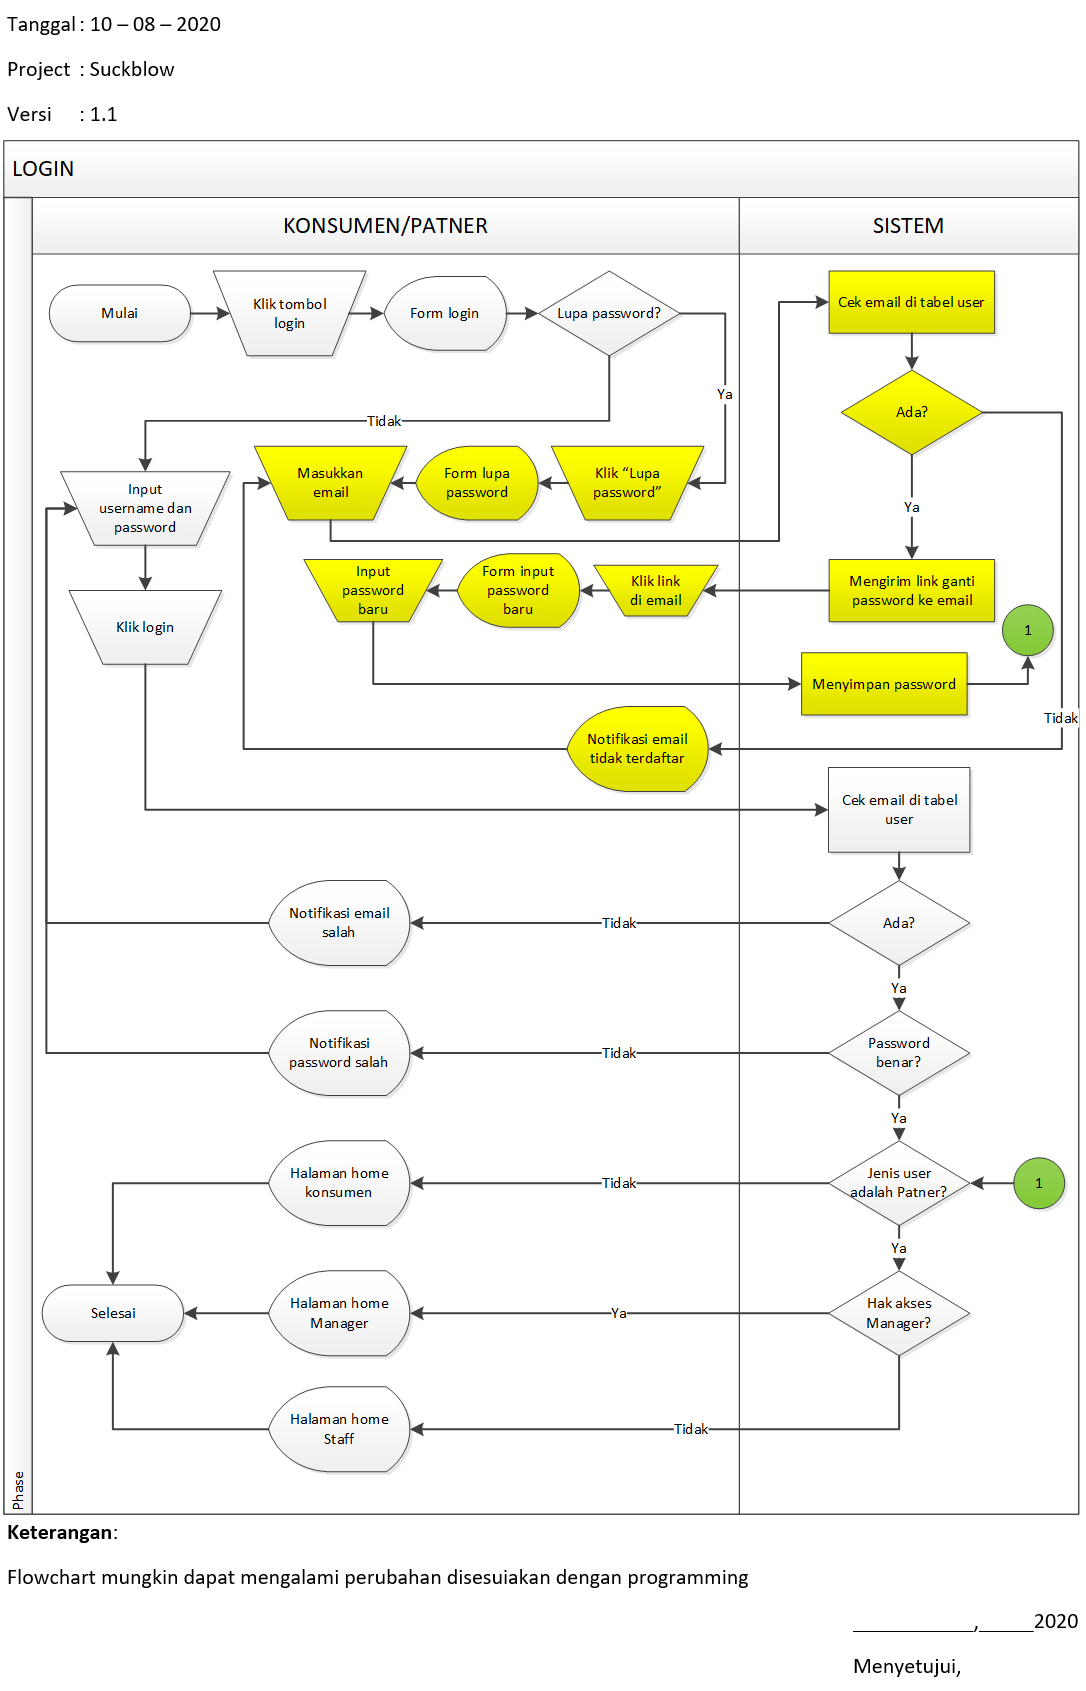 Tanggal : 10 – 08 – 2020
Project : Suckblow
Versi : 1.1
LOGIN
KONSUMEN/PATNER
SISTEM
Mulai
Klik tombol
login
Form login
Lupa password?
Cek email di tabel user
Ya
Tidak
Ada?
Input
username dan
password
Masukkan
email
Form lupa
password
Klik “Lupa
password”
Ya
Input
password
baru
Form input
password
baru
Klik link
di email
Mengirim link ganti
password ke email
Klik login
1
Menyimpan password
Tidak
Notifikasi email
tidak terdaftar
Cek email di tabel
user
Notifikasi email
salah
Tidak
Ada?
Ya
Notifikasi
password salah
Tidak
Password
benar?
Ya
Halaman home
konsumen
Tidak
Jenis user
adalah Patner?
1
Ya
Selesai
Halaman home
Manager
Ya
Hak akses
Manager?
Halaman home
Staff
Tidak
Phase
Keterangan:
Flowchart mungkin dapat mengalami perubahan disesuiakan dengan programming
___________,_____2020
Menyetujui,